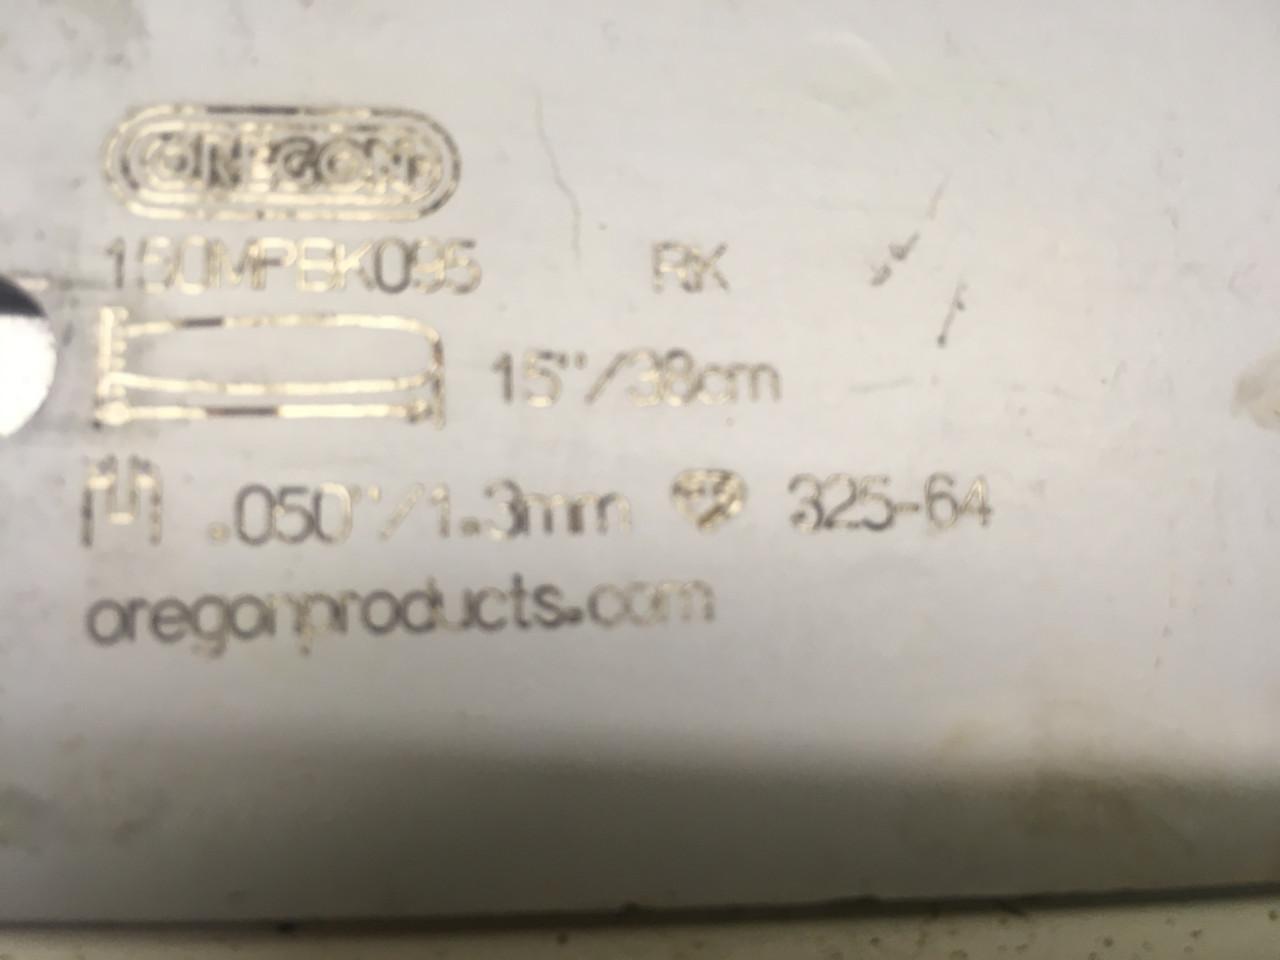 OREGON
150MPBK095 RK
15"/38cm
.050"/1.3mm 325-64
oregonproducts.com